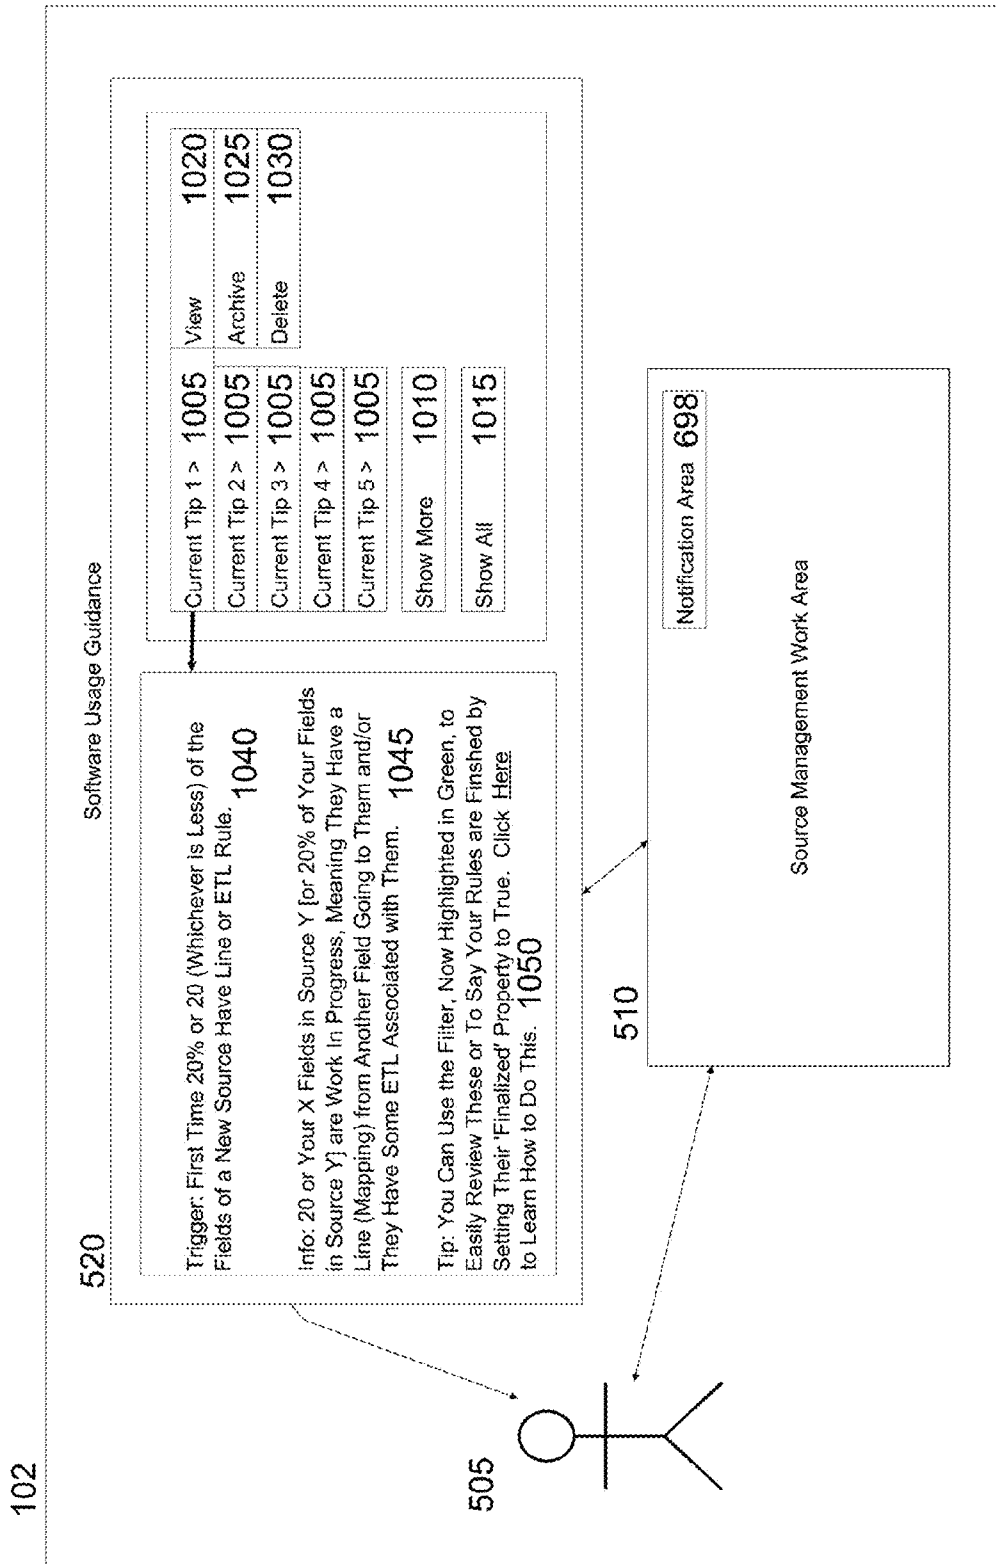 102
520
Software Usage Guidance
Trigger: First Time 20% or 20 (Whichever is Less) of the
Fields of a New Source Have Line or ETL Rule.
1040
Info: 20 or Your X Fields in Source Y [or 20% of Your Fields
in Source Y] are Work In Progress, Meaning They Have a
Line (Mapping) from Another Field Going to Them and/or
They Have Some ETL Associated with Them. 1045
Tip: You Can Use the Filter, Now Highlighted in Green, to
Easily Review These or To Say Your Rules are Finshed by
Setting Their 'Finalized' Property to True. Click Here
to Learn How to Do This. 1050
Current Tip 1 > 1005
Current Tip 2 > 1005
Current Tip 3 > 1005
Current Tip 4 > 1005
Current Tip 5 > 1005
Show More 1010
Show All 1015
View 1020
Archive 1025
Delete 1030
505
510
Notification Area 698
Source Management Work Area